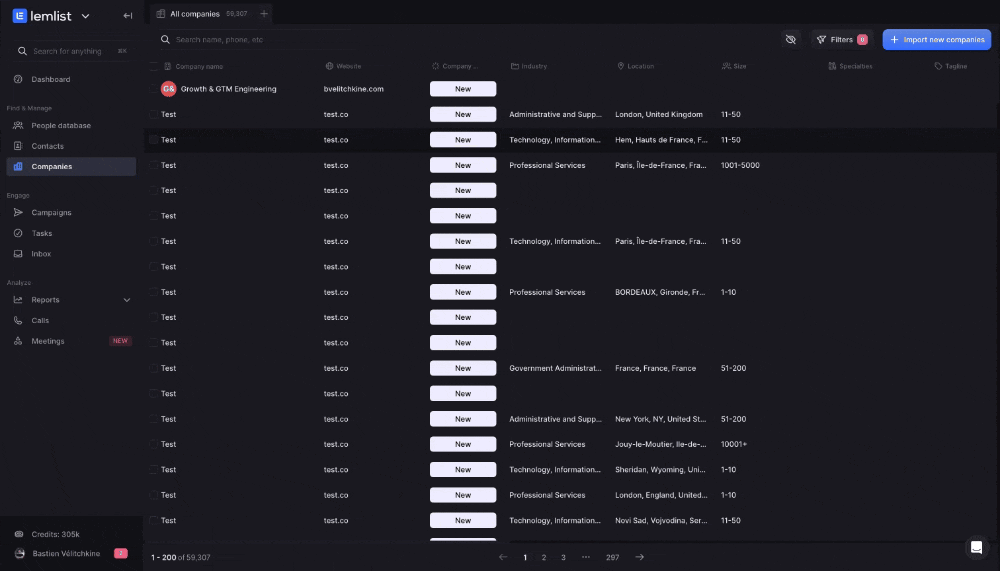 lemlist
All companies 59,307
Search for anything ⌘K
Search name, phone, etc
Filters 0
Import new companies
Dashboard
Find & Manage
People database
Contacts
Companies
Engage
Campaigns
Tasks
Inbox
Analyze
Reports
Calls
Meetings NEW
Credits: 305k
Bastien Vélitchkine 2
Company name Website Company ... Industry Location Size Specialties Tagline
G& Growth & GTM Engineering bvelitchkine.com New
Test test.co New Administrative and Supp... London, United Kingdom 11-50
Test test.co New Technology, Information... Hem, Hauts de France, F... 11-50
Test test.co New Professional Services Paris, Île-de-France, Fra... 1001-5000
Test test.co New
Test test.co New
Test test.co New Technology, Information... Paris, Île-de-France, Fra... 11-50
Test test.co New
Test test.co New Professional Services BORDEAUX, Gironde, Fr... 1-10
Test test.co New
Test test.co New
Test test.co New Government Administrat... France, France, France 51-200
Test test.co New
Test test.co New Administrative and Supp... New York, NY, United St... 51-200
Test test.co New Professional Services Jouy-le-Moutier, Ile-de-... 10001+
Test test.co New Technology, Information... Sheridan, Wyoming, Uni... 1-10
Test test.co New Professional Services London, England, United... 1-10
Test test.co New Technology, Information... Novi Sad, Vojvodina, Ser... 11-50
1 - 200 of 59,307
1 2 3 ... 297